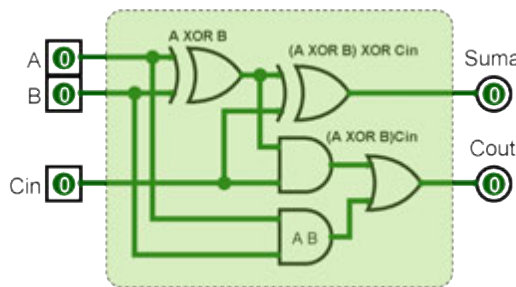 A XOR B
(A XOR B) XOR Cin
A 0
Suma
B 0
0
(A XOR B)Cin
Cout
Cin 0
0
A B